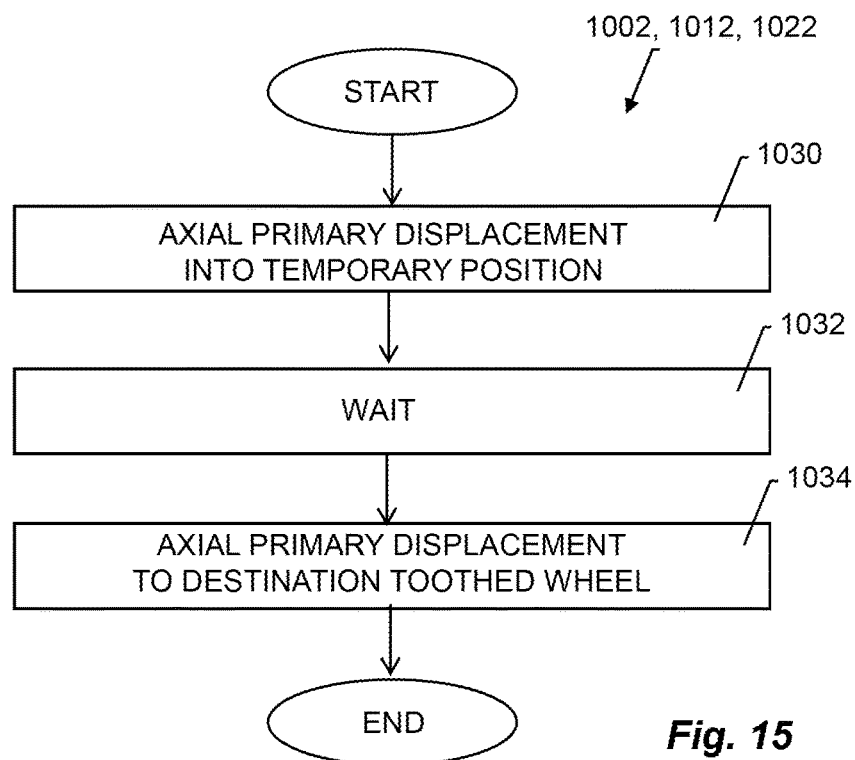 1002, 1012, 1022
START
1030
AXIAL PRIMARY DISPLACEMENT
INTO TEMPORARY POSITION
1032
WAIT
1034
AXIAL PRIMARY DISPLACEMENT
TO DESTINATION TOOTHED WHEEL
END
Fig. 15